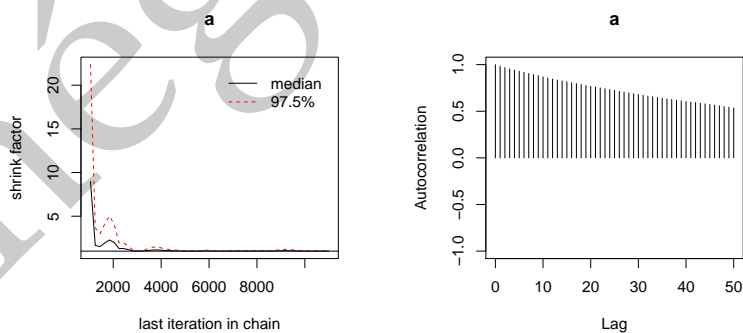 a
shrink factor
5
10
15
20
median
97.5%
2000 4000 6000 8000
last iteration in chain
a
Autocorrelation
-1.0
-0.5
0.0
0.5
1.0
0 10 20 30 40 50
Lag